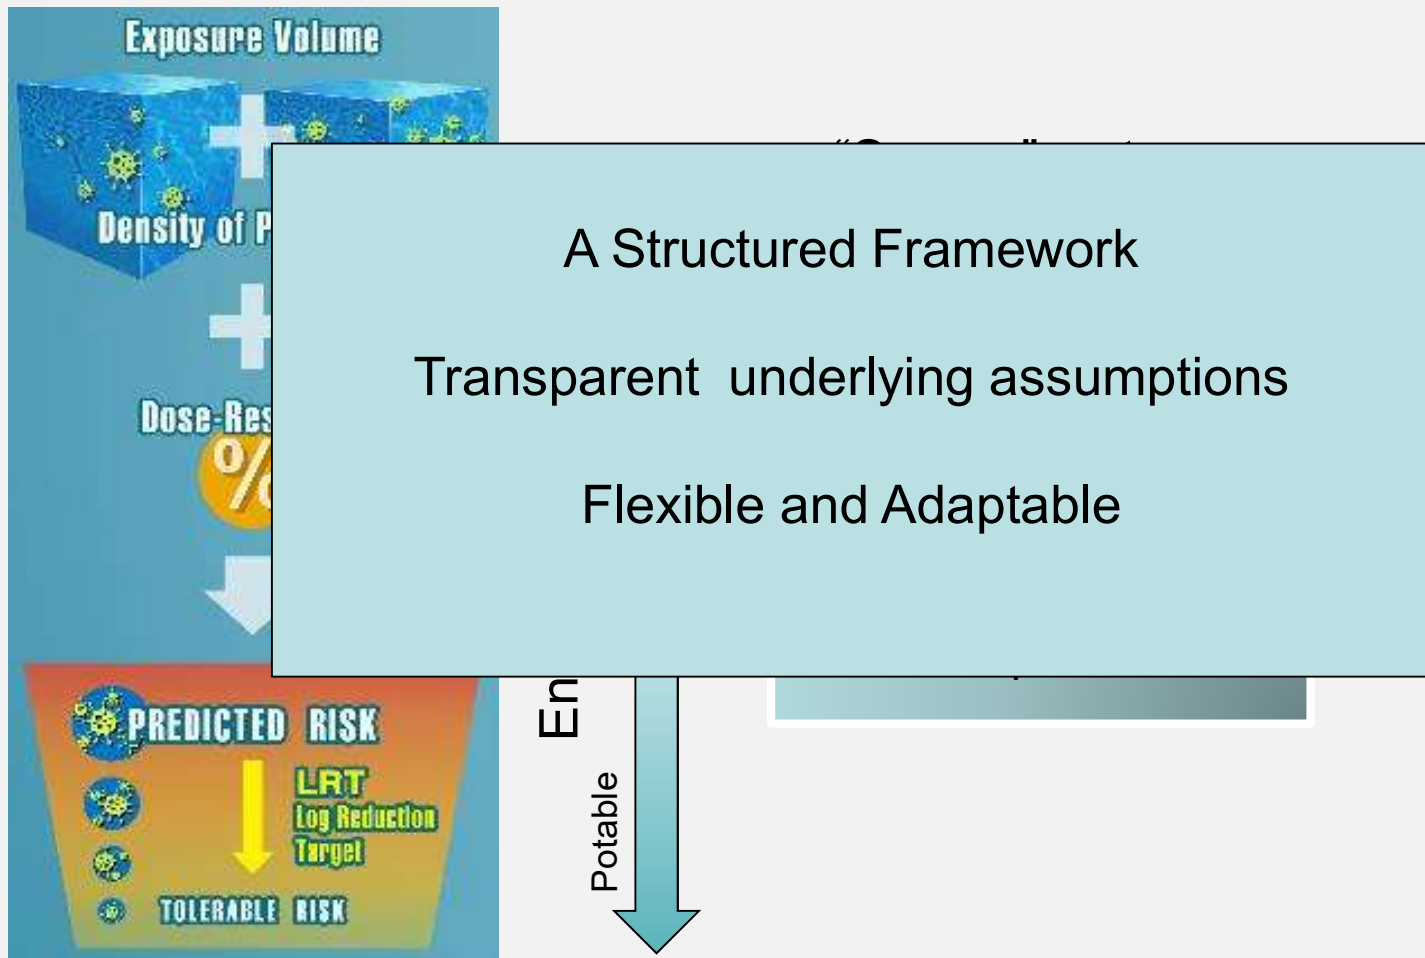 Exposure Volume
Density of P
Dose-Res
%
PREDICTED RISK
LRT
Log Reduction
Target
TOLERABLE RISK
A Structured Framework
Transparent underlying assumptions
Flexible and Adaptable
En
Potable